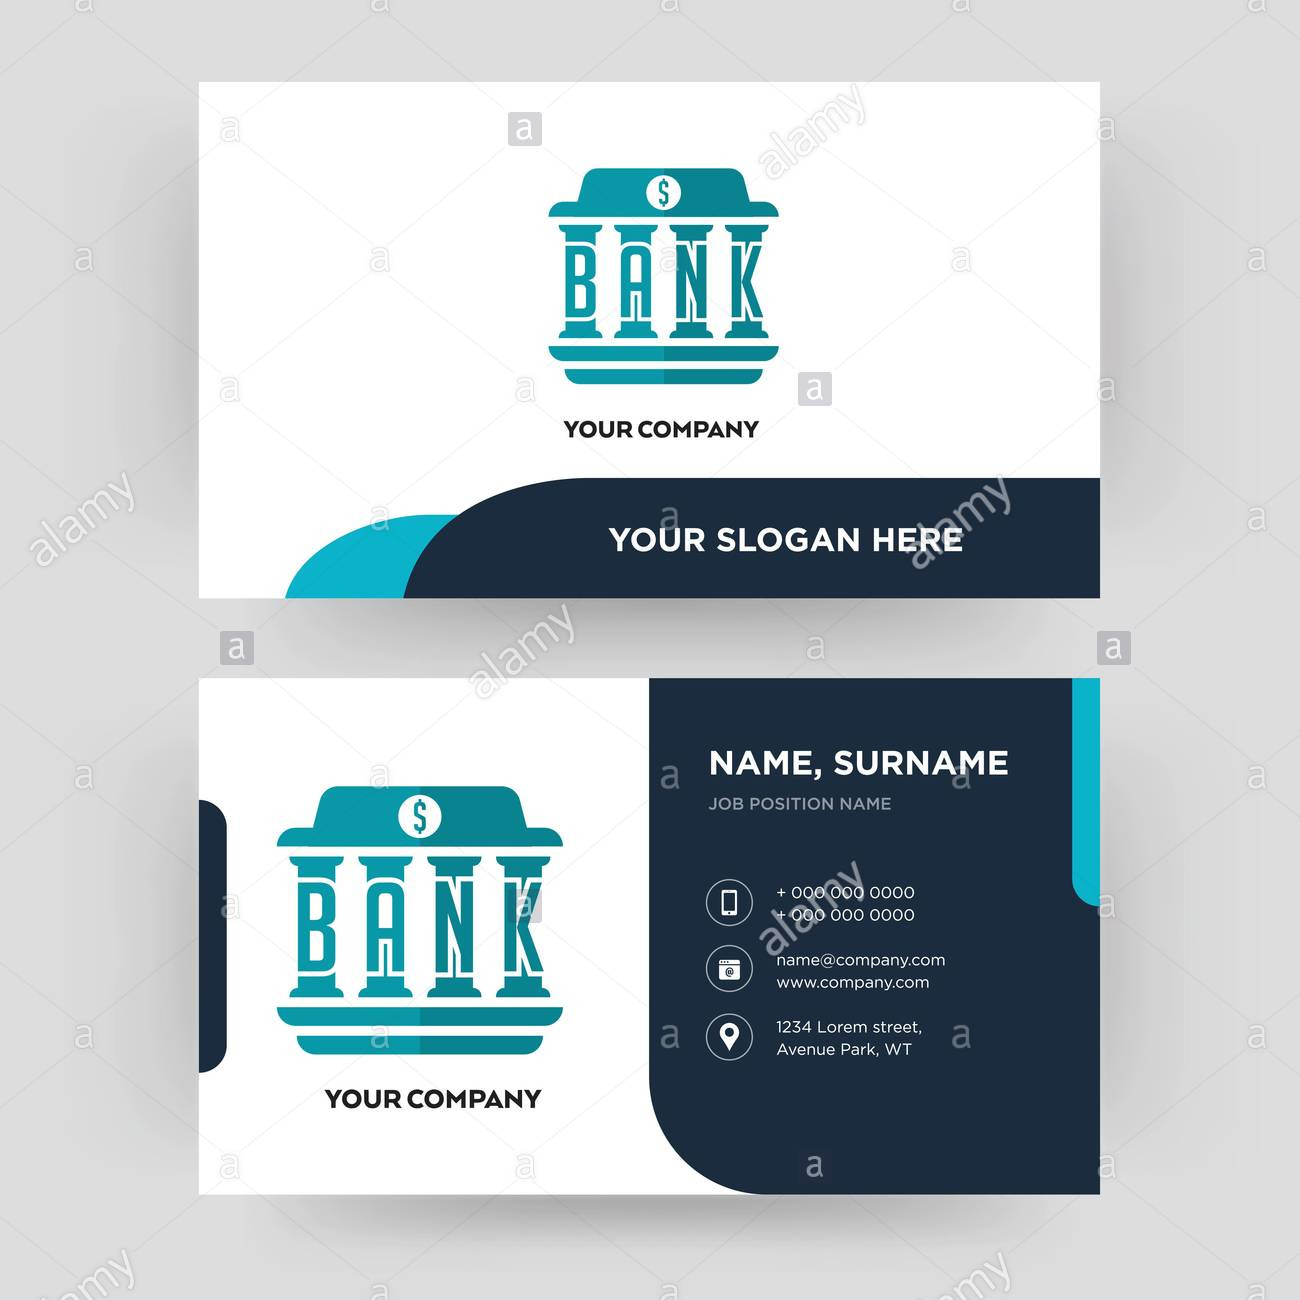 $
BANK
YOUR COMPANY
YOUR SLOGAN HERE
$
BANK
YOUR COMPANY
NAME, SURNAME
JOB POSITION NAME
+ 000 000 0000
+ 000 000 0000
@
name@company.com
www.company.com
1234 Lorem street,
Avenue Park, WT
a
alamy